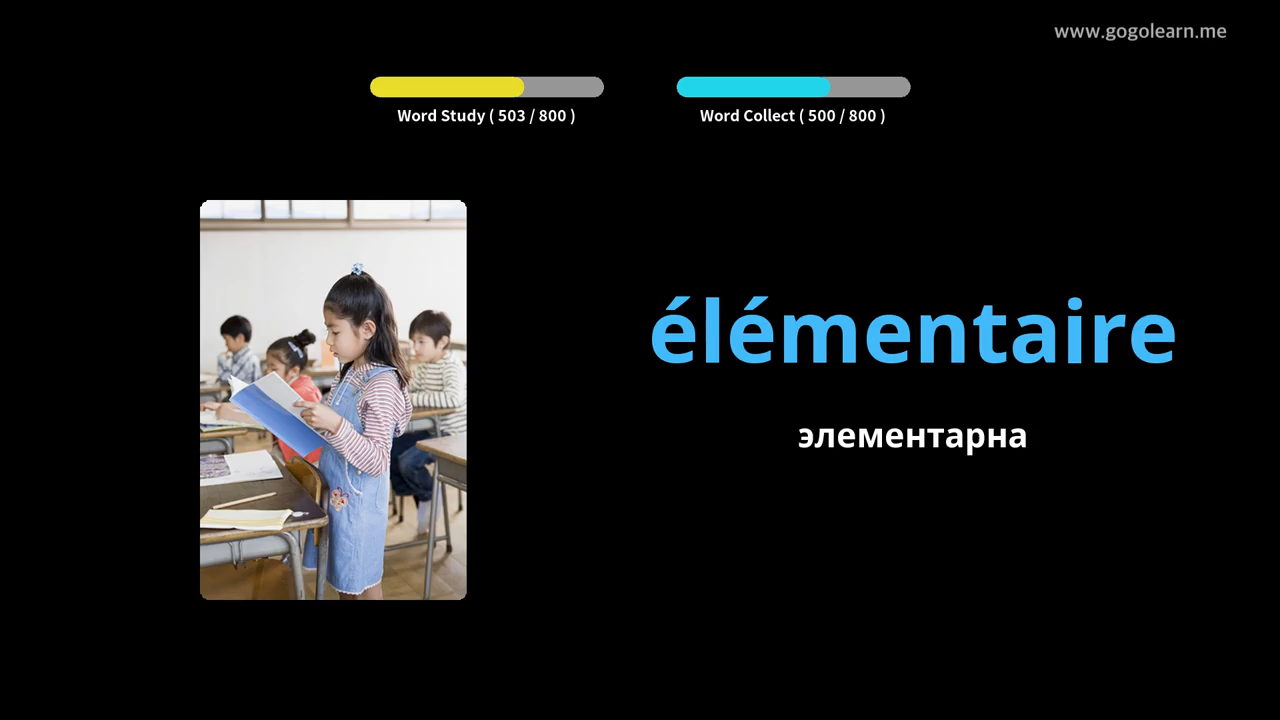 www.gogolearn.me
Word Study ( 503 / 800 )
Word Collect ( 500 / 800 )
élémentaire
элементарна